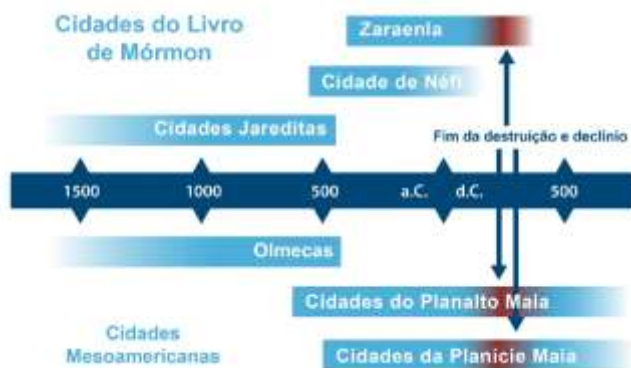 Cidades do Livro
de Mórmon
Zaraenla
Cidade de Néfi
Cidades Jareditas
Fim da destruição e declínio
1500 1000 500 a.C. d.C. 500
Olmecas
Cidades do Planalto Maia
Cidades da Planície Maia
Cidades
Mesoamericanas